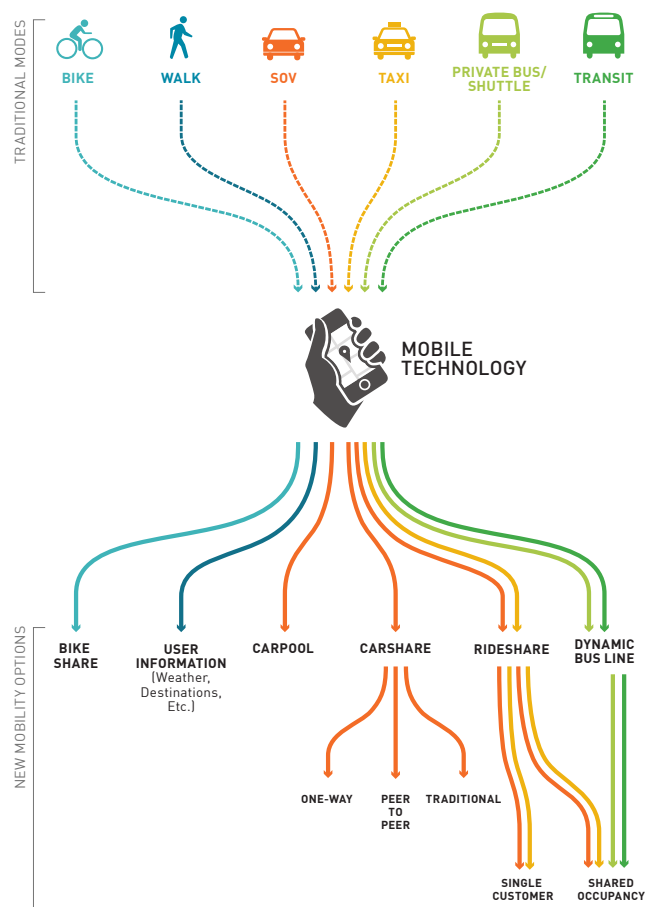 TRADITIONAL MODES
BIKE
WALK
SOV
TAXI
PRIVATE BUS/
SHUTTLE
TRANSIT
MOBILE
TECHNOLOGY
NEW MOBILITY OPTIONS
BIKE
SHARE
USER
INFORMATION
(Weather,
Destinations,
Etc.)
CARPOOL
CARSHARE
RIDESHARE
DYNAMIC
BUS LINE
ONE-WAY
PEER
TO
PEER
TRADITIONAL
SINGLE
CUSTOMER
SHARED
OCCUPANCY